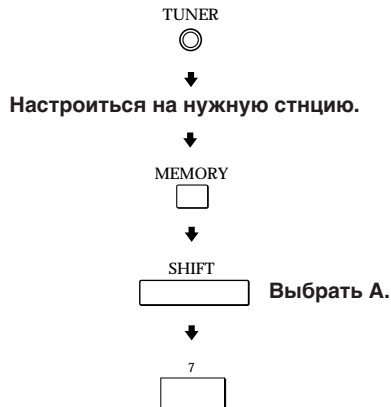 TUNER
Настроиться на нужную стнцию.
MEMORY
SHIFT
Выбрать A.
7